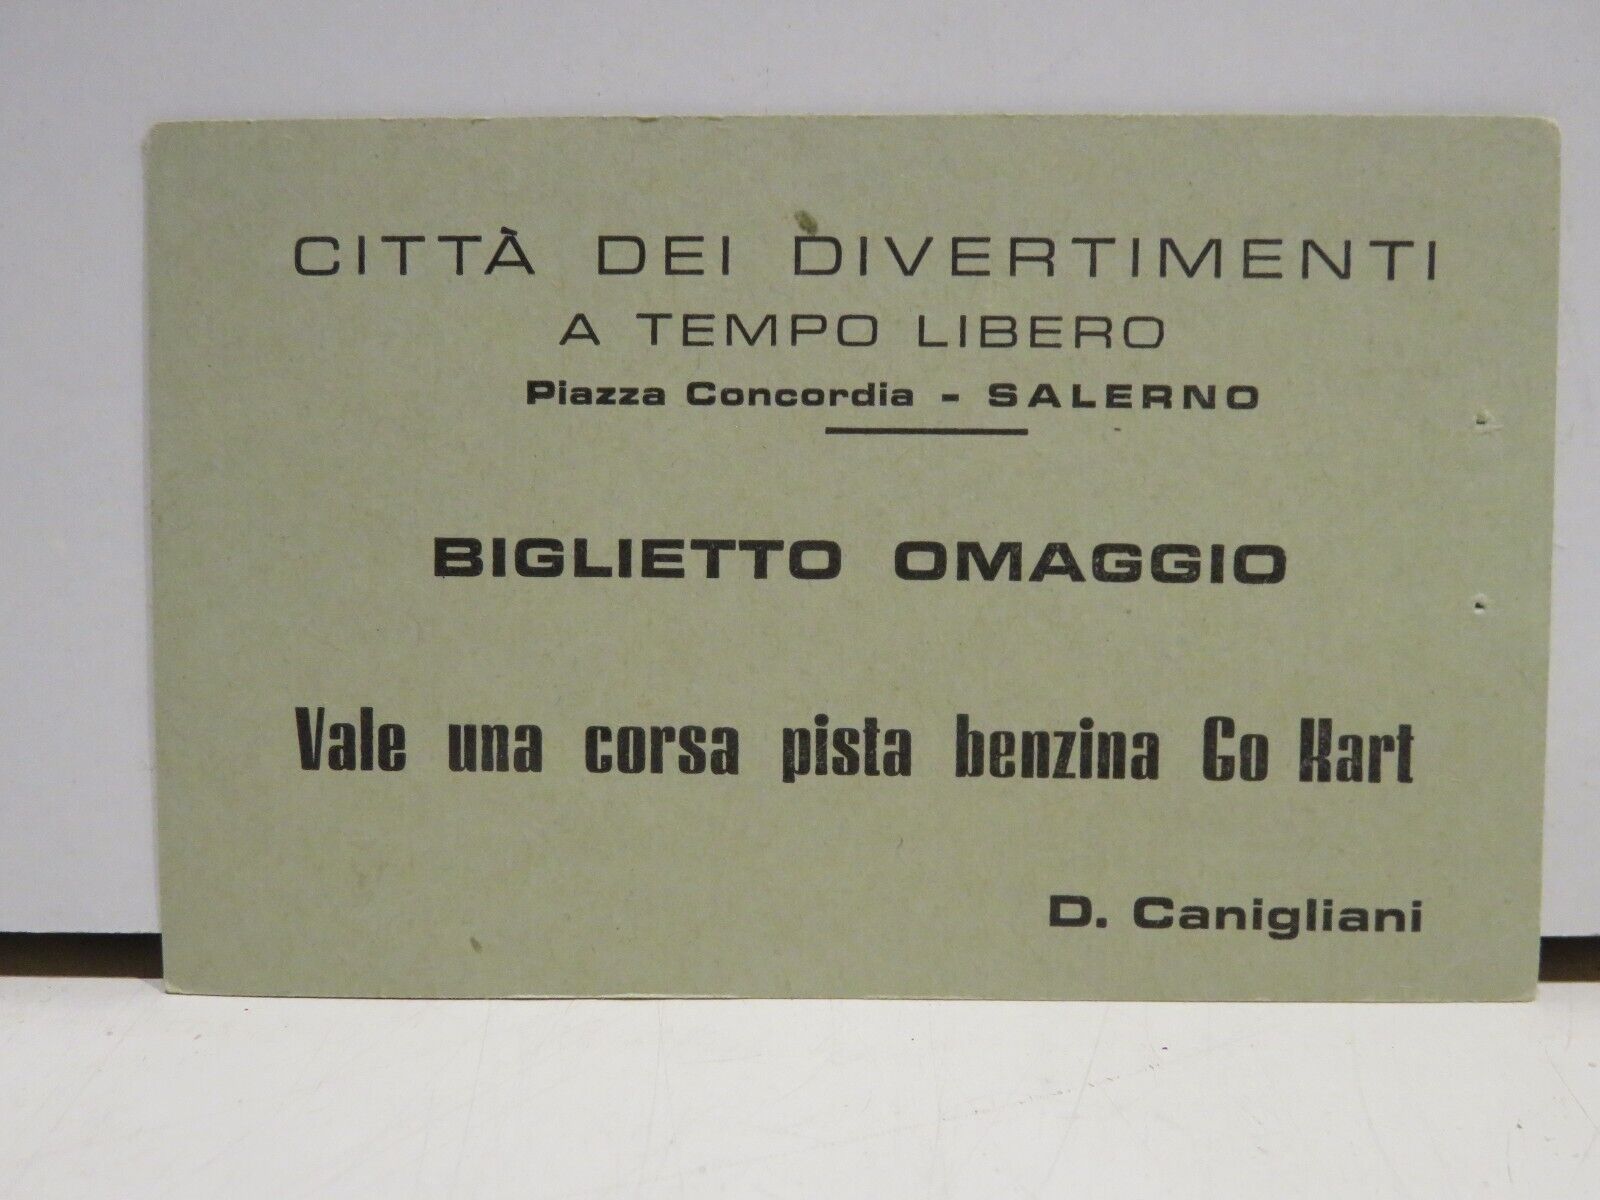 CITTÀ DEI DIVERTIMENTI
A TEMPO LIBERO
Piazza Concordia - SALERNO
BIGLIETTO OMAGGIO
Vale una corsa pista benzina Go Kart
D. Canigliani